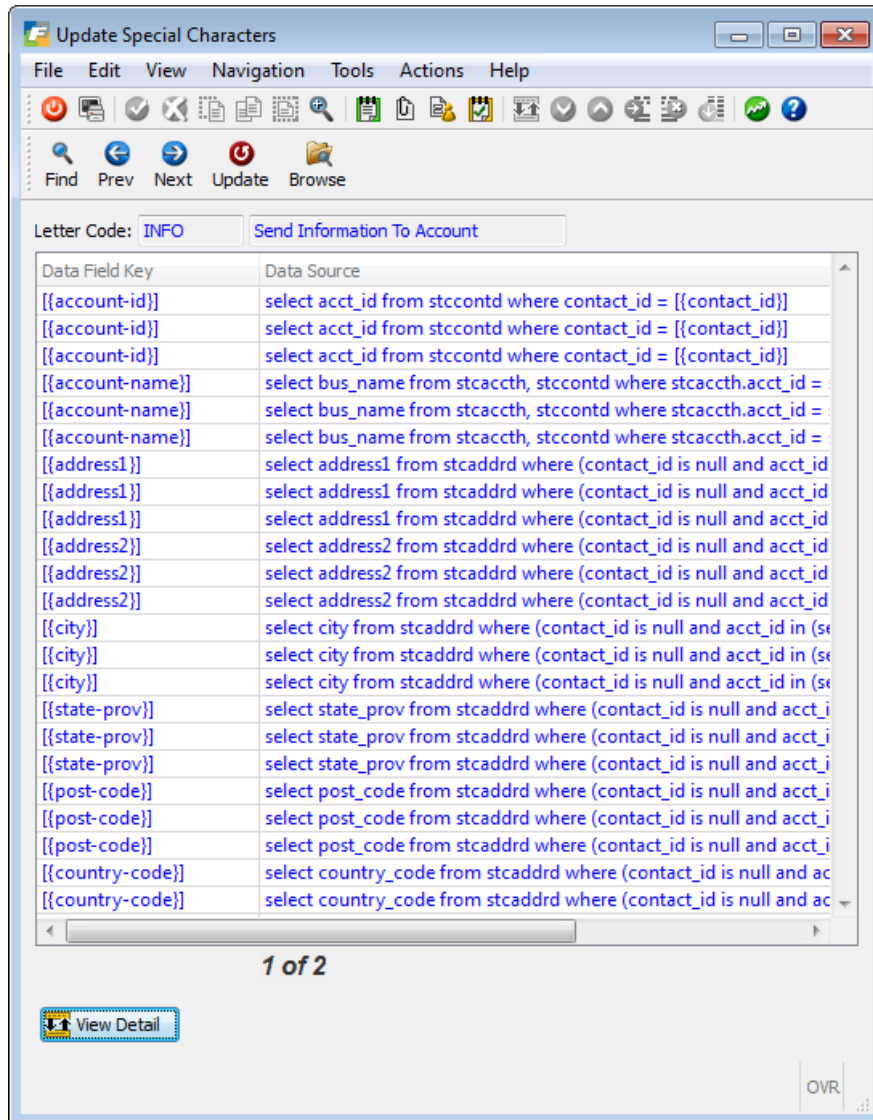 Update Special Characters
File Edit View Navigation Tools Actions Help
Find Prev Next Update Browse
Letter Code: INFO Send Information To Account
Data Field Key Data Source
[{account-id}] select acct_id from stccontd where contact_id = [{contact_id}]
[{account-id}] select acct_id from stccontd where contact_id = [{contact_id}]
[{account-id}] select acct_id from stccontd where contact_id = [{contact_id}]
[{account-name}] select bus_name from stcaccth, stccontd where stcaccth.acct_id =
[{account-name}] select bus_name from stcaccth, stccontd where stcaccth.acct_id =
[{account-name}] select bus_name from stcaccth, stccontd where stcaccth.acct_id =
[{address1}] select address1 from stcaddrd where (contact_id is null and acct_id
[{address1}] select address1 from stcaddrd where (contact_id is null and acct_id
[{address1}] select address1 from stcaddrd where (contact_id is null and acct_id
[{address2}] select address2 from stcaddrd where (contact_id is null and acct_id
[{address2}] select address2 from stcaddrd where (contact_id is null and acct_id
[{address2}] select address2 from stcaddrd where (contact_id is null and acct_id
[{city}] select city from stcaddrd where (contact_id is null and acct_id in (se
[{city}] select city from stcaddrd where (contact_id is null and acct_id in (se
[{city}] select city from stcaddrd where (contact_id is null and acct_id in (se
[{state-prov}] select state_prov from stcaddrd where (contact_id is null and acct_i
[{state-prov}] select state_prov from stcaddrd where (contact_id is null and acct_i
[{state-prov}] select state_prov from stcaddrd where (contact_id is null and acct_i
[{post-code}] select post_code from stcaddrd where (contact_id is null and acct_i
[{post-code}] select post_code from stcaddrd where (contact_id is null and acct_i
[{post-code}] select post_code from stcaddrd where (contact_id is null and acct_i
[{country-code}] select country_code from stcaddrd where (contact_id is null and ac
[{country-code}] select country_code from stcaddrd where (contact_id is null and ac
1 of 2
View Detail
OVR